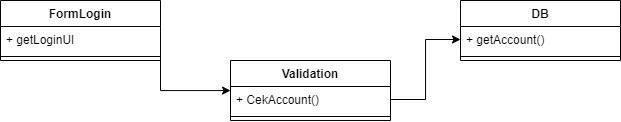 FormLogin
+ getLoginUI
Validation
+ CekAccount()
DB
+ getAccount()